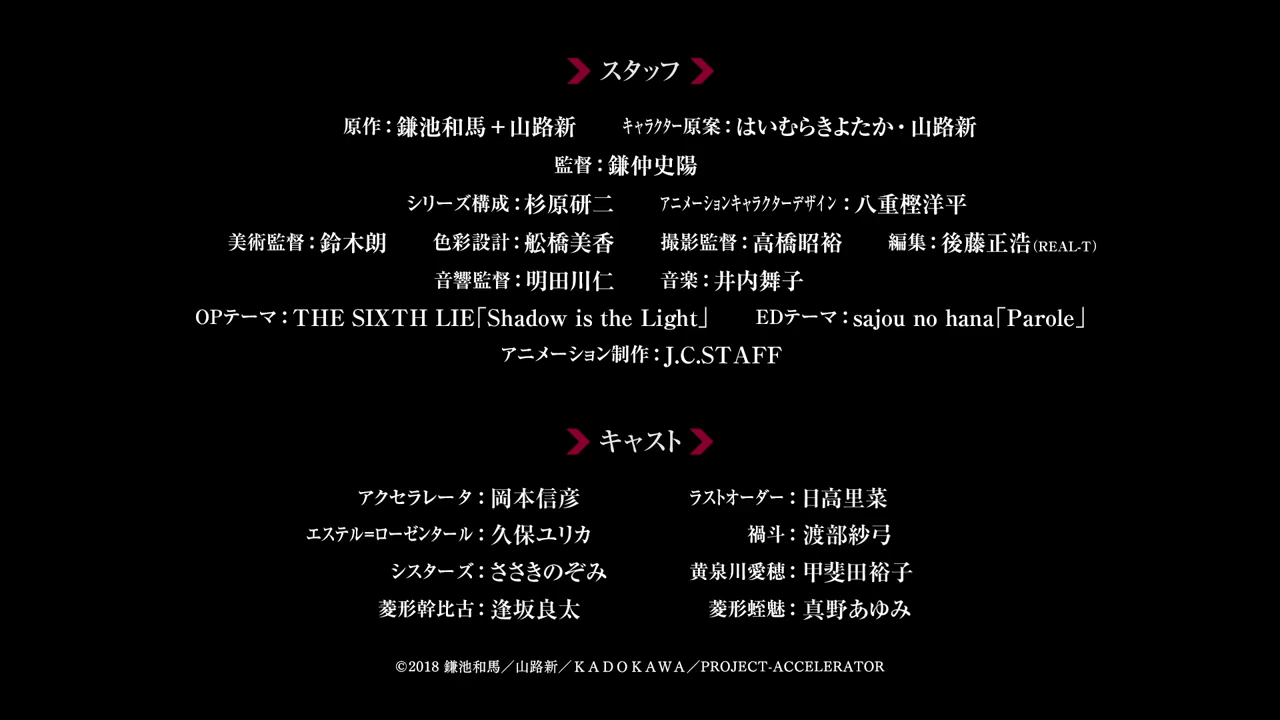 スタッフ
原作：鎌池和馬＋山路新　キャラクター原案：はいむらきよたか・山路新
監督：鎌仲史陽
シリーズ構成：杉原研二　アニメーションキャラクターデザイン：八重樫洋平
美術監督：鈴木朗　色彩設計：舩橋美香　撮影監督：高橋昭裕　編集：後藤正浩（REAL-T）
音響監督：明田川仁　音楽：井内舞子
OPテーマ：THE SIXTH LIE「Shadow is the Light」　EDテーマ：sajou no hana「Parole」
アニメーション制作：J.C.STAFF
キャスト
アクセラレータ：岡本信彦　ラストオーダー：日高里菜
エステル=ローゼンタール：久保ユリカ　禍斗：渡部紗弓
シスターズ：ささきのぞみ　黄泉川愛穂：甲斐田裕子
菱形幹比古：逢坂良太　菱形蛭魅：真野あゆみ
©2018 鎌池和馬／山路新／ＫＡＤＯＫＡＷＡ／PROJECT-ACCELERATOR